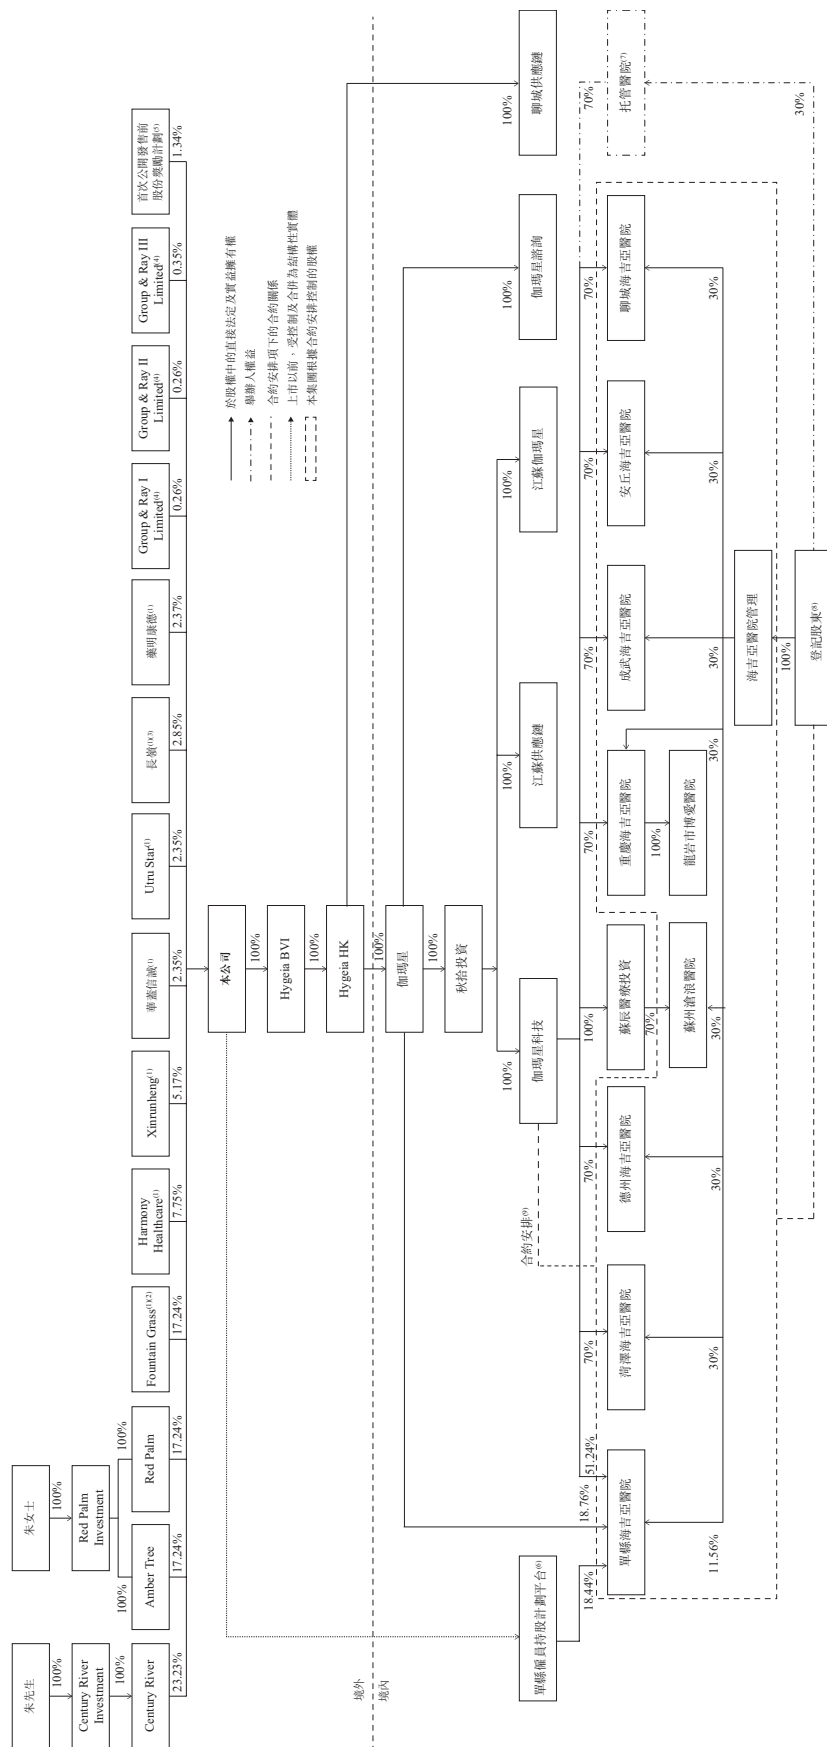 朱先生
朱女士
100%
100%
Century River
Investment
Red Palm
Investment
100%
100%
100%
Century River
Amber Tree
Red Palm
Fountain Grass(1)(2)
Harmony
Healthcare(1)
Xinrunheng(1)
華蓋信誠(1)
Utru Star(1)
長嶺(1)(3)
藥明康德(1)
Group & Ray I
Limited(4)
Group & Ray II
Limited(4)
Group & Ray III
Limited(4)
首次公開發售前
股份獎勵計劃(5)
23.23%
17.24%
17.24%
17.24%
7.75%
5.17%
2.35%
2.35%
2.85%
2.37%
0.26%
0.26%
0.35%
1.34%
本公司
100%
Hygeia BVI
100%
Hygeia HK
100%
於股權中的直接法定及實益擁有權
舉辦人權益
合約安排項下的合約關係
上市以前，受控制及合併為結構性實體
本集團根據合約安排控制的股權
境外
境內
伽瑪星
100%
秋拾投資
100%
100%
100%
100%
100%
單縣僱員持股計劃平台(6)
伽瑪星科技
江蘇供應鏈
江蘇伽瑪星
伽瑪星諮詢
聊城供應鏈
合約安排(9)
18.44%
18.76%
51.24%
70%
70%
100%
70%
70%
70%
70%
70%
單縣海吉亞醫院
菏澤海吉亞醫院
德州海吉亞醫院
蘇辰醫療投資
重慶海吉亞醫院
成武海吉亞醫院
安丘海吉亞醫院
聊城海吉亞醫院
托管醫院(7)
70%
100%
蘇州滄浪醫院
龍岩市博愛醫院
11.56%
30%
30%
30%
30%
30%
30%
30%
30%
海吉亞醫院管理
100%
登記股東(8)